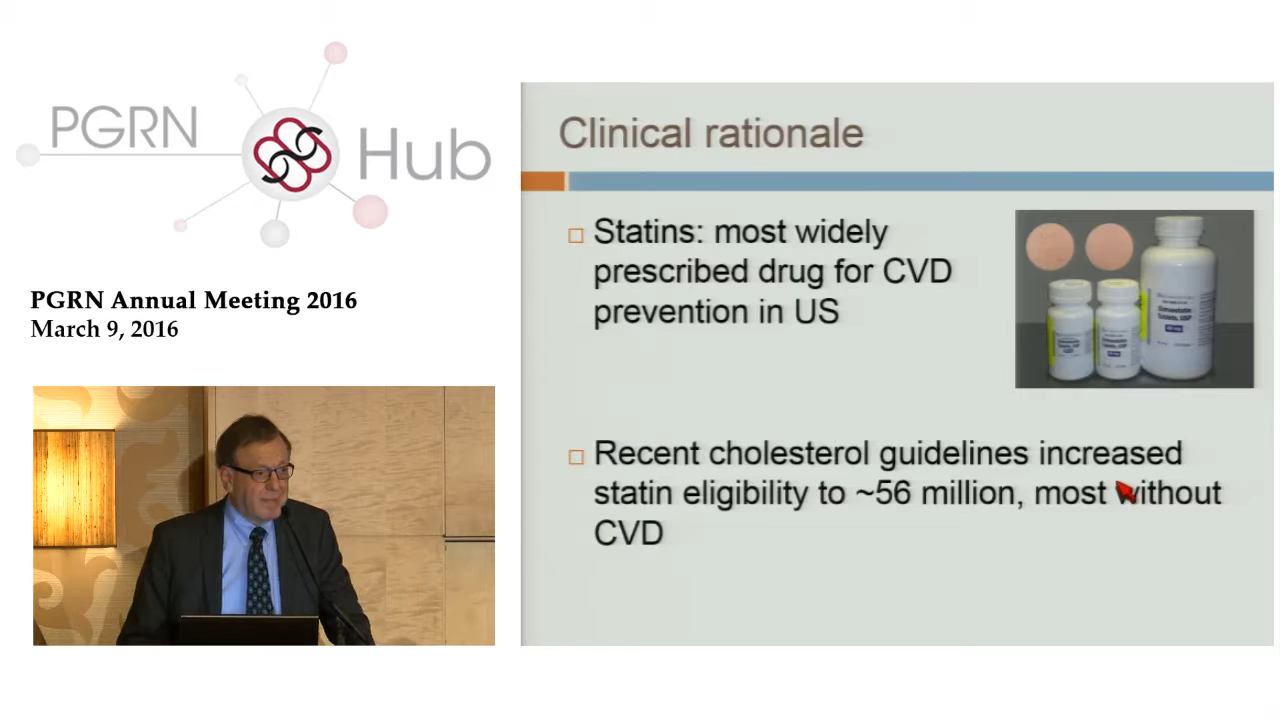 PGRN
Hub
PGRN Annual Meeting 2016
March 9, 2016
Clinical rationale
Statins: most widely
prescribed drug for CVD
prevention in US
Recent cholesterol guidelines increased
statin eligibility to ~56 million, most without
CVD